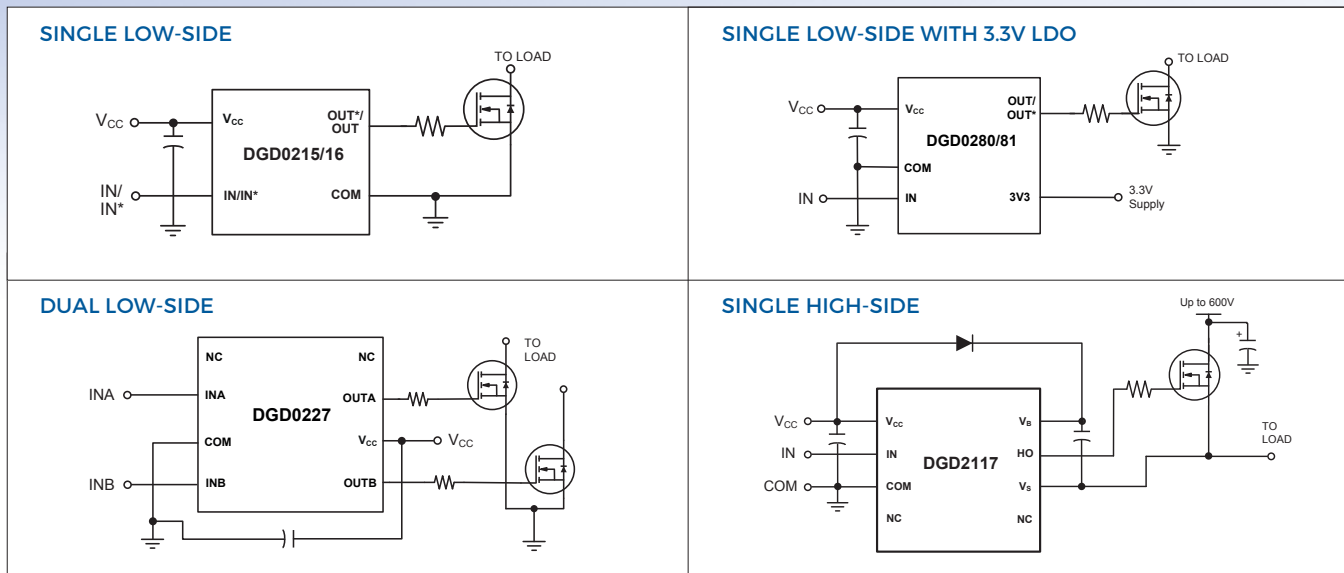 SINGLE LOW-SIDE
TO LOAD
VCC
VCC
OUT*/
OUT
DGD0215/16
IN/
IN*
IN/IN*
COM
SINGLE LOW-SIDE WITH 3.3V LDO
TO LOAD
VCC
VCC
OUT/
OUT*
DGD0280/81
COM
IN
IN
3V3
3.3V
Supply
DUAL LOW-SIDE
TO
LOAD
NC
NC
INA
INA
OUTA
DGD0227
COM
VCC
VCC
INB
INB
OUTB
SINGLE HIGH-SIDE
Up to 600V
+
VCC
VCC
VB
TO
LOAD
IN
IN
HO
DGD2117
COM
COM
VS
NC
NC